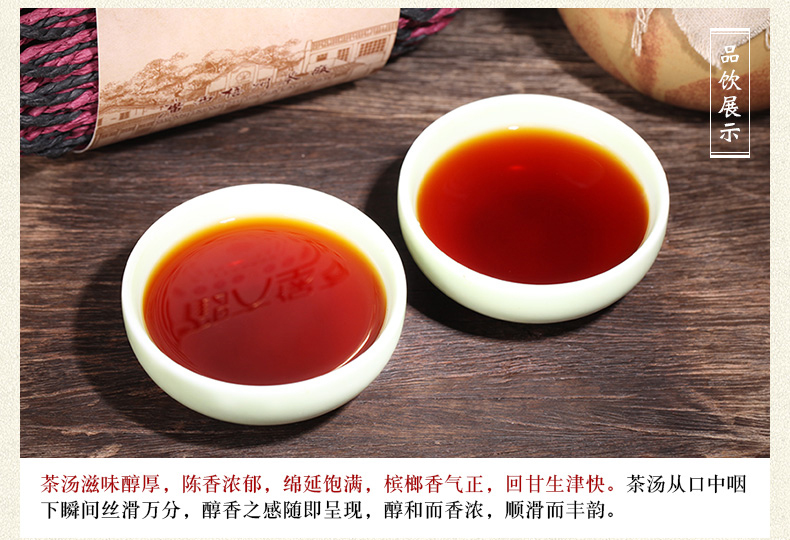 品饮展示
茶汤滋味醇厚，陈香浓郁，绵延饱满，槟榔香气正，回甘生津快。茶汤从口中咽
下瞬间丝滑万分，醇香之感随即呈现，醇和而香浓，顺滑而丰韵。